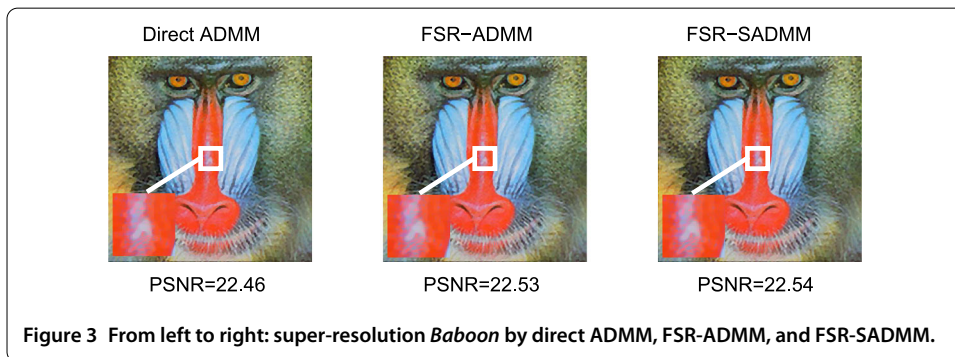 Direct ADMM FSR−ADMM FSR−SADMM
PSNR=22.46 PSNR=22.53 PSNR=22.54
Figure 3 From left to right: super-resolution Baboon by direct ADMM, FSR-ADMM, and FSR-SADMM.